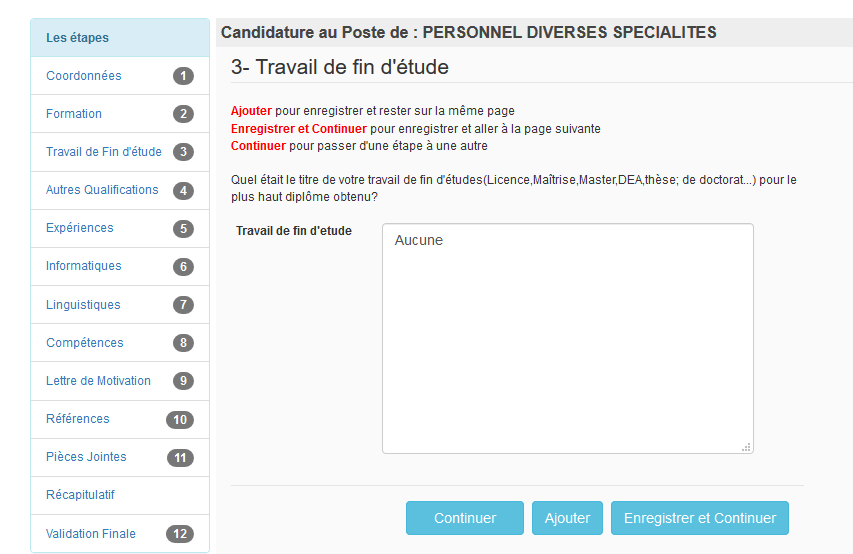 Les étapes
Coordonnées 1
Formation 2
Travail de Fin d'étude 3
Autres Qualifications 4
Expériences 5
Informatiques 6
Linguistiques 7
Compétences 8
Lettre de Motivation 9
Références 10
Pièces Jointes 11
Récapitulatif
Validation Finale 12
Candidature au Poste de : PERSONNEL DIVERSES SPECIALITES
3- Travail de fin d'étude
Ajouter pour enregistrer et rester sur la même page
Enregistrer et Continuer pour enregistrer et aller à la page suivante
Continuer pour passer d'une étape à une autre
Quel était le titre de votre travail de fin d'études(Licence,Maîtrise,Master,DEA,thèse; de doctorat...) pour le
plus haut diplôme obtenu?
Travail de fin d'etude
Aucune
Continuer
Ajouter
Enregistrer et Continuer